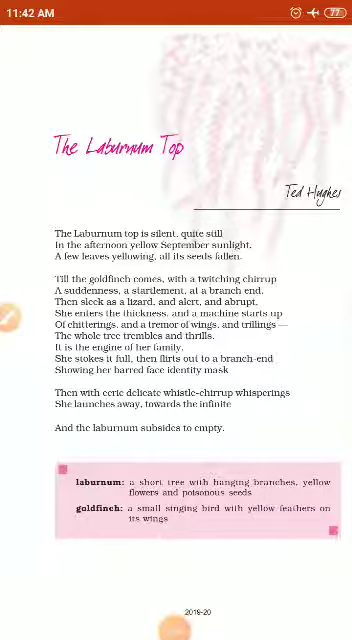 11:42 AM
77
The Laburnum Top
Ted Hughes
The Laburnum top is silent, quite still
In the afternoon yellow September sunlight,
A few leaves yellowing, all its seeds fallen.
Till the goldfinch comes, with a twitching chirrup
A suddenness, a startlement, at a branch end.
Then sleek as a lizard, and alert, and abrupt,
She enters the thickness, and a machine starts up
Of chitterings, and a tremor of wings, and trillings —
The whole tree trembles and thrills.
It is the engine of her family.
She stokes it full, then flirts out to a branch-end
Showing her barred face identity mask
Then with eerie delicate whistle-chirrup whisperings
She launches away, towards the infinite
And the laburnum subsides to empty.
laburnum: a short tree with hanging branches, yellow
flowers and poisonous seeds
goldfinch: a small singing bird with yellow feathers on
its wings
2019-20